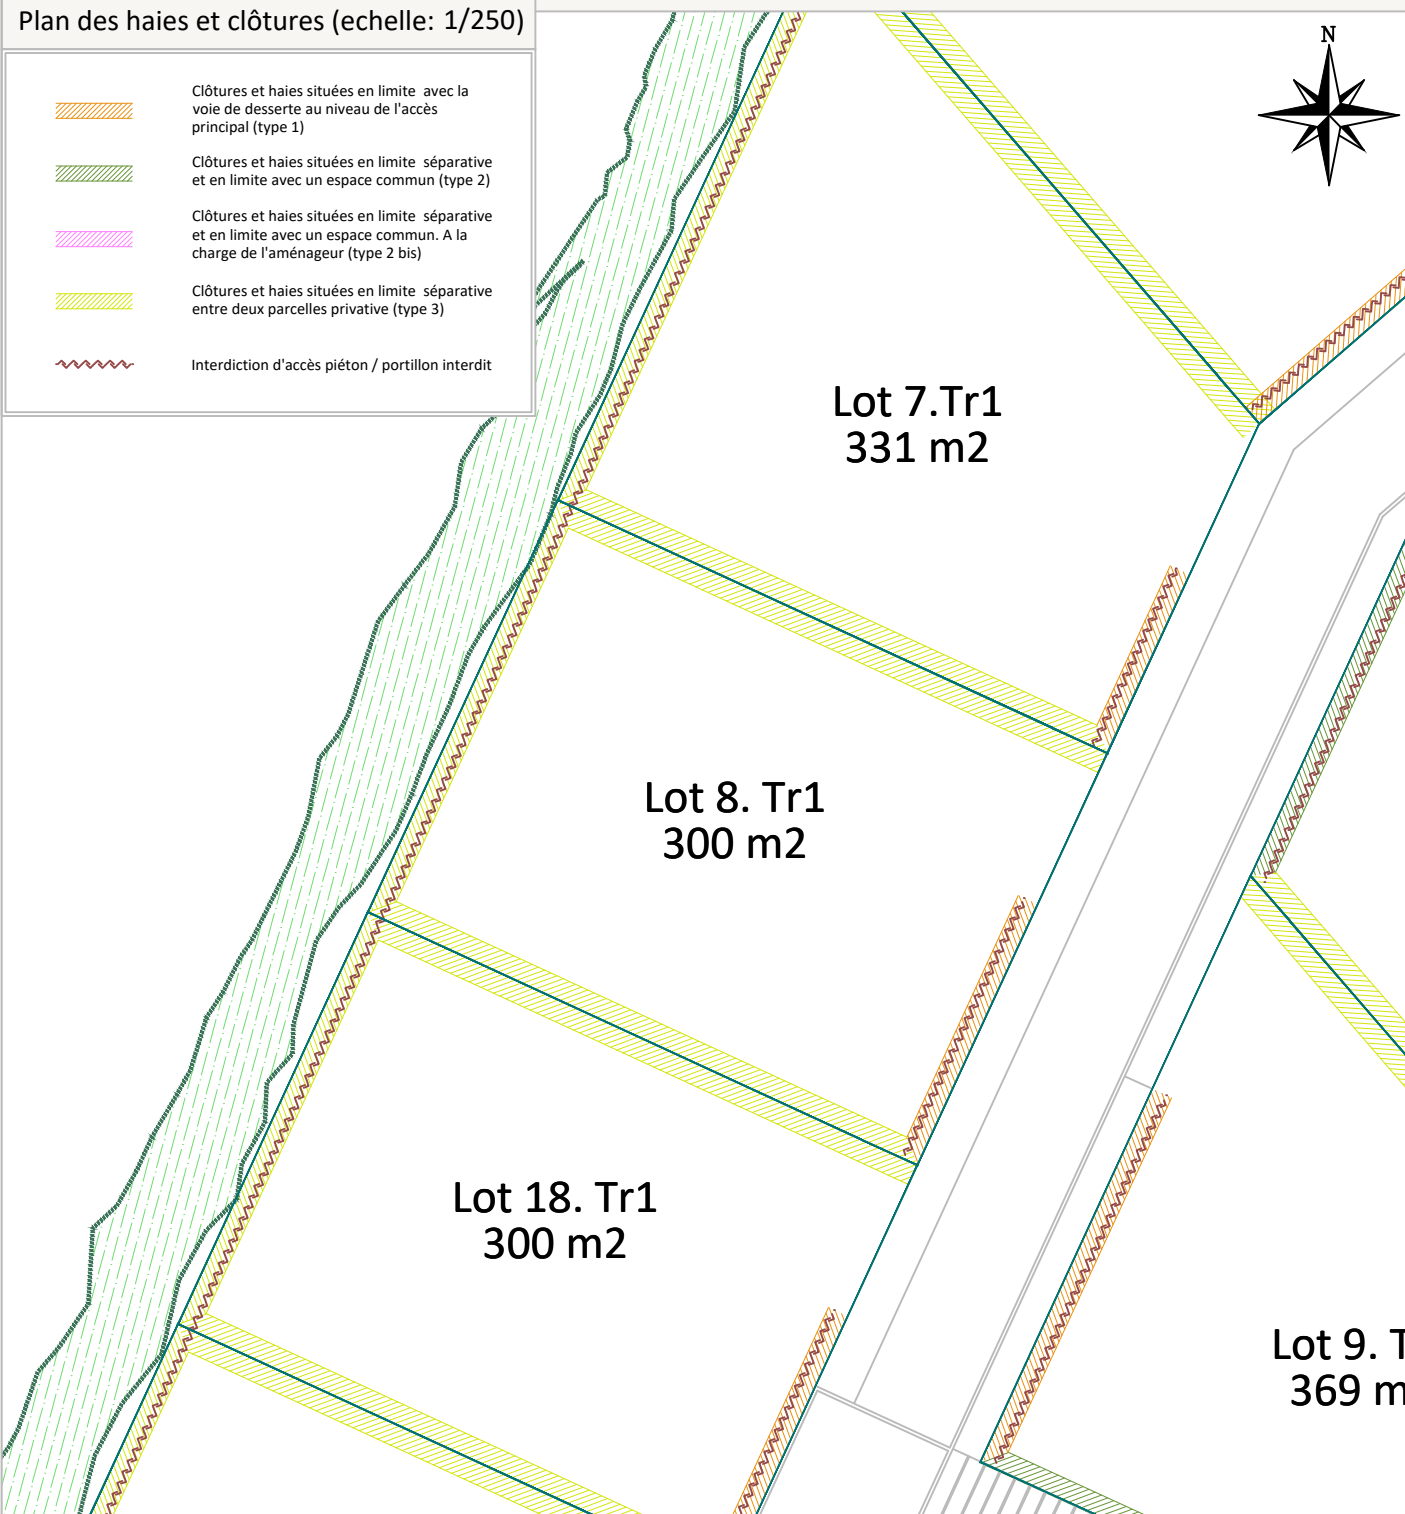 Plan des haies et clôtures (echelle: 1/250)
Clôtures et haies situées en limite avec la
voie de desserte au niveau de l'accès
principal (type 1)
Clôtures et haies situées en limite séparative
et en limite avec un espace commun (type 2)
Clôtures et haies situées en limite séparative
et en limite avec un espace commun. A la
charge de l'aménageur (type 2 bis)
Clôtures et haies situées en limite séparative
entre deux parcelles privative (type 3)
Interdiction d'accès piéton / portillon interdit
N
Lot 7.Tr1
331 m2
Lot 8. Tr1
300 m2
Lot 18. Tr1
300 m2
Lot 9. T
369 m